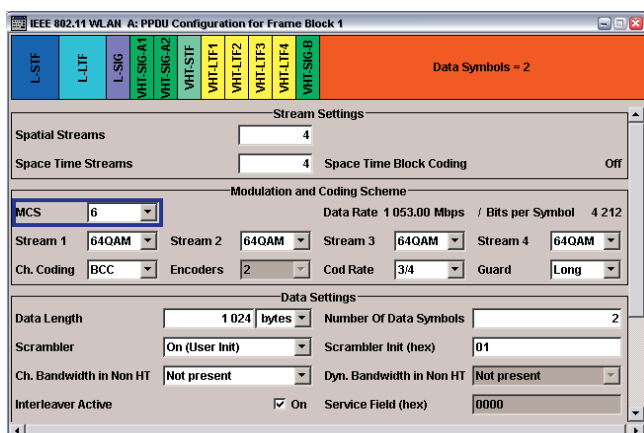 IEEE 802.11 WLAN A: PPDU Configuration for Frame Block 1
L-STF L-LTF L-SIG VHT-SIG-A1 VHT-SIG-A2 VHT-STF VHT-LTF1 VHT-LTF2 VHT-LTF3 VHT-LTF4 VHT-SIG-B Data Symbols = 2
Stream Settings
Spatial Streams 4
Space Time Streams 4 Space Time Block Coding Off
Modulation and Coding Scheme
MCS 6 Data Rate 1 053.00 Mbps / Bits per Symbol 4 212
Stream 1 64QAM Stream 2 64QAM Stream 3 64QAM Stream 4 64QAM
Ch. Coding BCC Encoders 2 Cod Rate 3/4 Guard Long
Data Settings
Data Length 1 024 bytes Number Of Data Symbols 2
Scrambler On (User Init) Scrambler Init (hex) 01
Ch. Bandwidth in Non HT Not present Dyn. Bandwidth in Non HT Not present
Interleaver Active On Service Field (hex) 0000